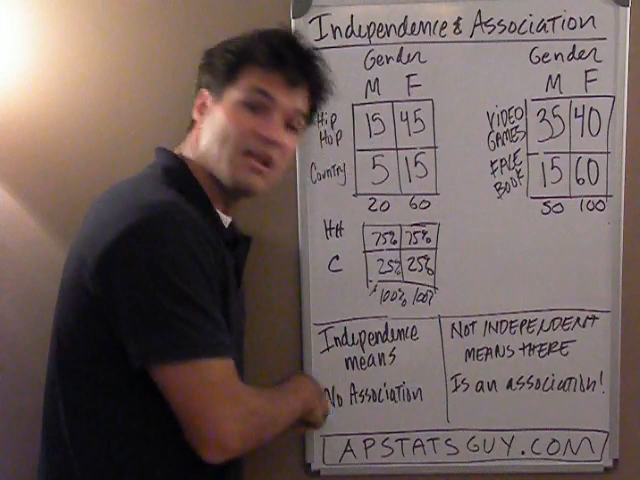 Independence & Association
Gender
M F
Hip Hop 15 45
Country 5 15
20 60
HH 75% 75%
C 25% 25%
100% 100%
Gender
M F
VIDEO GAMES 35 40
FACE BOOK 15 60
50 100
Independence
means
No Association
NOT INDEPENDENT
MEANS THERE
Is an association!
APSTATSGUY.COM